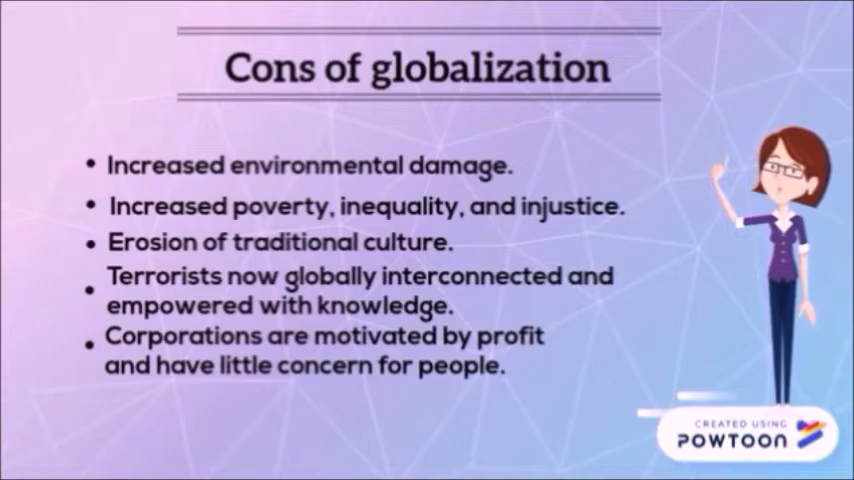 Cons of globalization
• Increased environmental damage.
• Increased poverty, inequality, and injustice.
• Erosion of traditional culture.
• Terrorists now globally interconnected and
empowered with knowledge.
• Corporations are motivated by profit
and have little concern for people.
CREATED USING
POWTOON